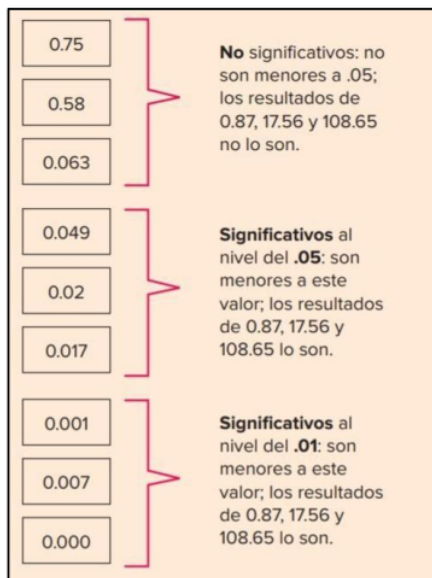 0.75
0.58
0.063
No significativos: no
son menores a .05;
los resultados de
0.87, 17.56 y 108.65
no lo son.
0.049
0.02
0.017
Significativos al
nivel del .05: son
menores a este
valor; los resultados
de 0.87, 17.56 y
108.65 lo son.
0.001
0.007
0.000
Significativos al
nivel del .01: son
menores a este
valor; los resultados
de 0.87, 17.56 y
108.65 lo son.